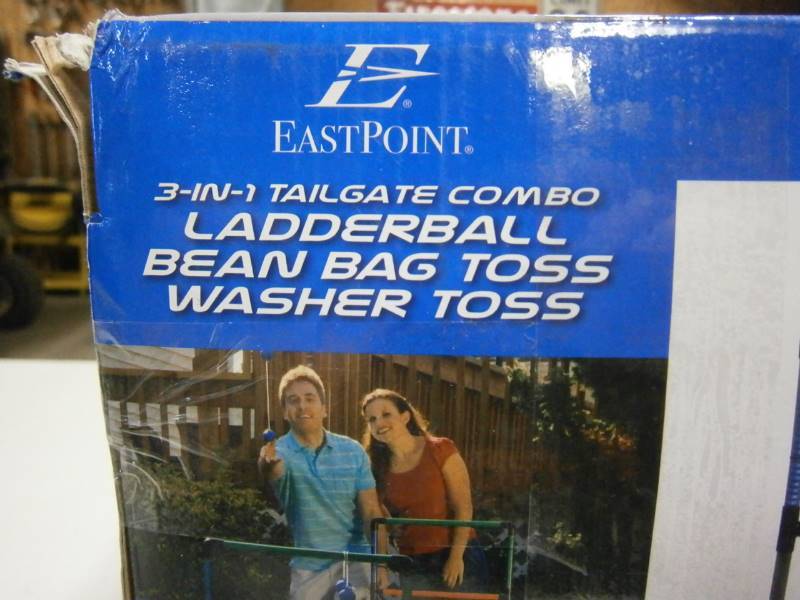 E®
EASTPOINT®
3-IN-1 TAILGATE COMBO
LADDERBALL
BEAN BAG TOSS
WASHER TOSS